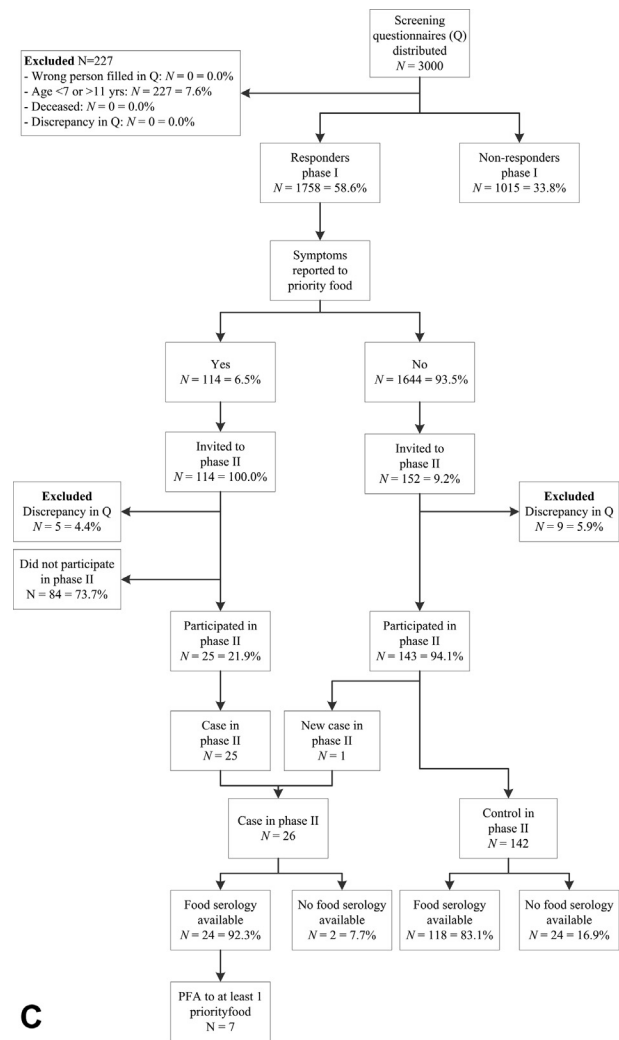 Screening
questionnaires (Q)
distributed
N = 3000
Excluded N=227
- Wrong person filled in Q: N = 0 = 0.0%
- Age <7 or >11 yrs: N = 227 = 7.6%
- Deceased: N = 0 = 0.0%
- Discrepancy in Q: N = 0 = 0.0%
Responders
phase I
N = 1758 = 58.6%
Non-responders
phase I
N = 1015 = 33.8%
Symptoms
reported to
priority food
Yes
N = 114 = 6.5%
No
N = 1644 = 93.5%
Invited to
phase II
N = 114 = 100.0%
Invited to
phase II
N = 152 = 9.2%
Excluded
Discrepancy in Q
N = 5 = 4.4%
Excluded
Discrepancy in Q
N = 9 = 5.9%
Did not participate
in phase II
N = 84 = 73.7%
Participated in
phase II
N = 25 = 21.9%
Participated in
phase II
N = 143 = 94.1%
Case in
phase II
N = 25
New case in
phase II
N = 1
Case in phase II
N = 26
Control in
phase II
N = 142
Food serology
available
N = 24 = 92.3%
No food serology
available
N = 2 = 7.7%
Food serology
available
N = 118 = 83.1%
No food serology
available
N = 24 = 16.9%
PFA to at least 1
priorityfood
N = 7
C